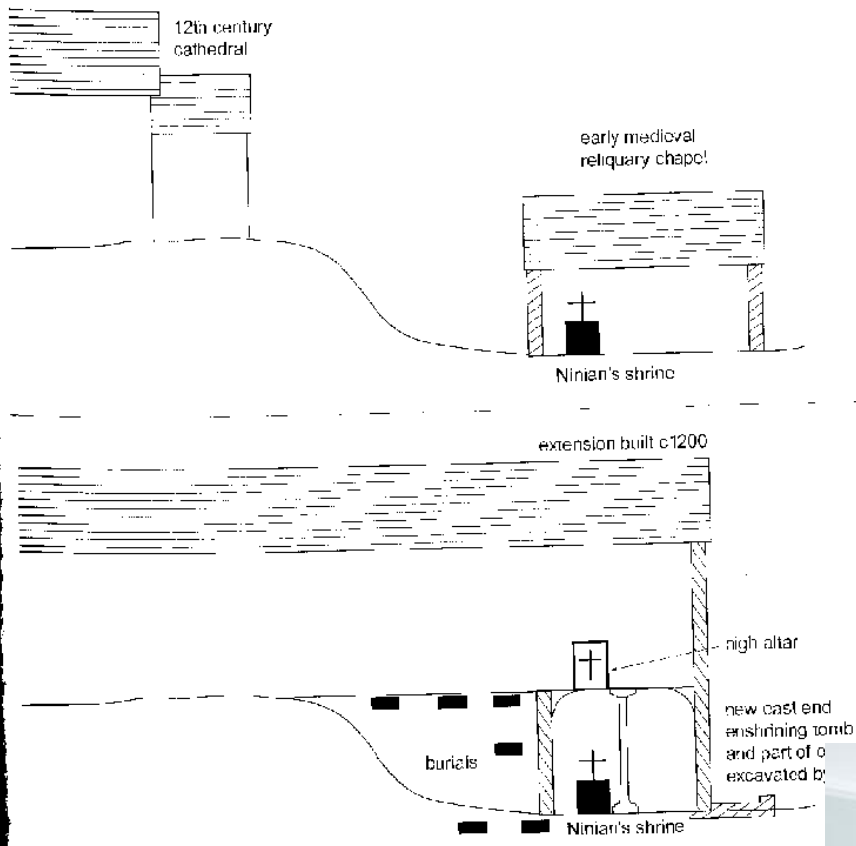 12th century
cathedral
early medieval
reliquary chapel
Ninian's shrine
extension built c1200
high altar
new east end
enshrining tomb
and part of
excavated
burials
Ninian's shrine